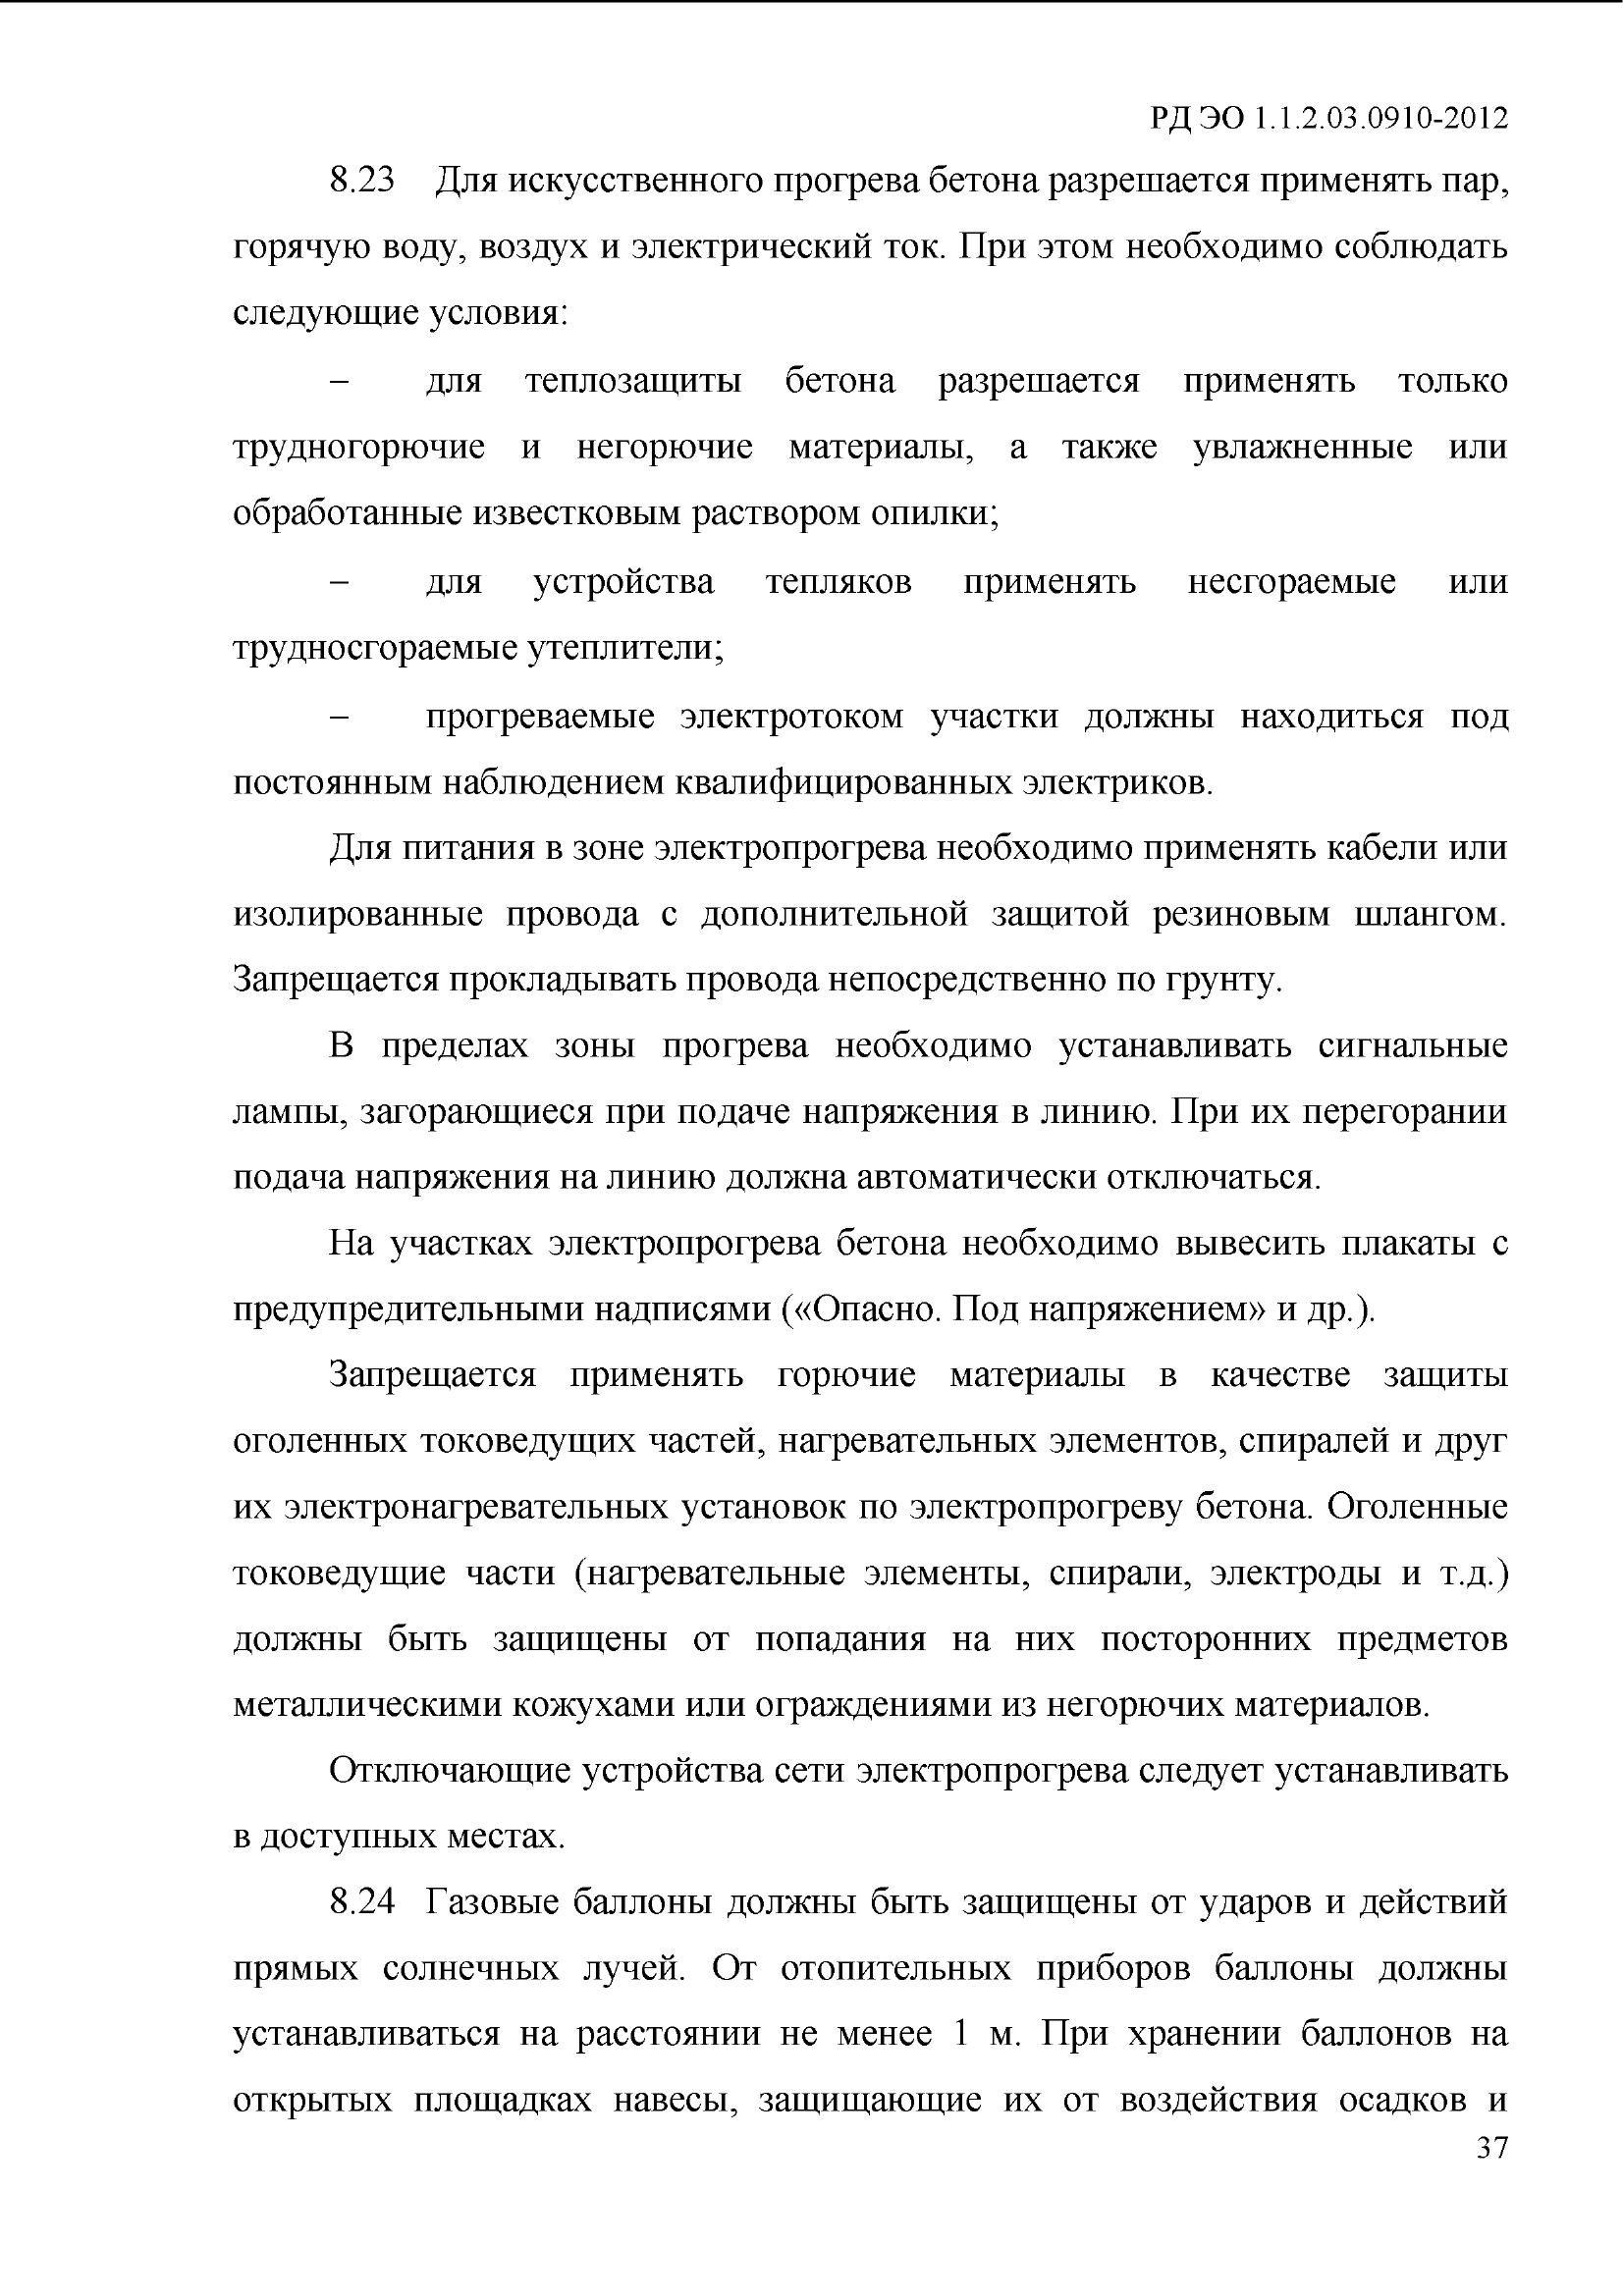 РД ЭО 1.1.2.03.0910-2012
8.23 Для искусственного прогрева бетона разрешается применять пар,
горячую воду, воздух и электрический ток. При этом необходимо соблюдать
следующие условия:
– для теплозащиты бетона разрешается применять только
трудногорючие и негорючие материалы, а также увлажненные или
обработанные известковым раствором опилки;
– для устройства тепляков применять несгораемые или
трудносгораемые утеплители;
– прогреваемые электротоком участки должны находиться под
постоянным наблюдением квалифицированных электриков.
Для питания в зоне электропрогрева необходимо применять кабели или
изолированные провода с дополнительной защитой резиновым шлангом.
Запрещается прокладывать провода непосредственно по грунту.
В пределах зоны прогрева необходимо устанавливать сигнальные
лампы, загорающиеся при подаче напряжения в линию. При их перегорании
подача напряжения на линию должна автоматически отключаться.
На участках электропрогрева бетона необходимо вывесить плакаты с
предупредительными надписями («Опасно. Под напряжением» и др.).
Запрещается применять горючие материалы в качестве защиты
оголенных токоведущих частей, нагревательных элементов, спиралей и друг
их электронагревательных установок по электропрогреву бетона. Оголенные
токоведущие части (нагревательные элементы, спирали, электроды и т.д.)
должны быть защищены от попадания на них посторонних предметов
металлическими кожухами или ограждениями из негорючих материалов.
Отключающие устройства сети электропрогрева следует устанавливать
в доступных местах.
8.24 Газовые баллоны должны быть защищены от ударов и действий
прямых солнечных лучей. От отопительных приборов баллоны должны
устанавливаться на расстоянии не менее 1 м. При хранении баллонов на
открытых площадках навесы, защищающие их от воздействия осадков и
37